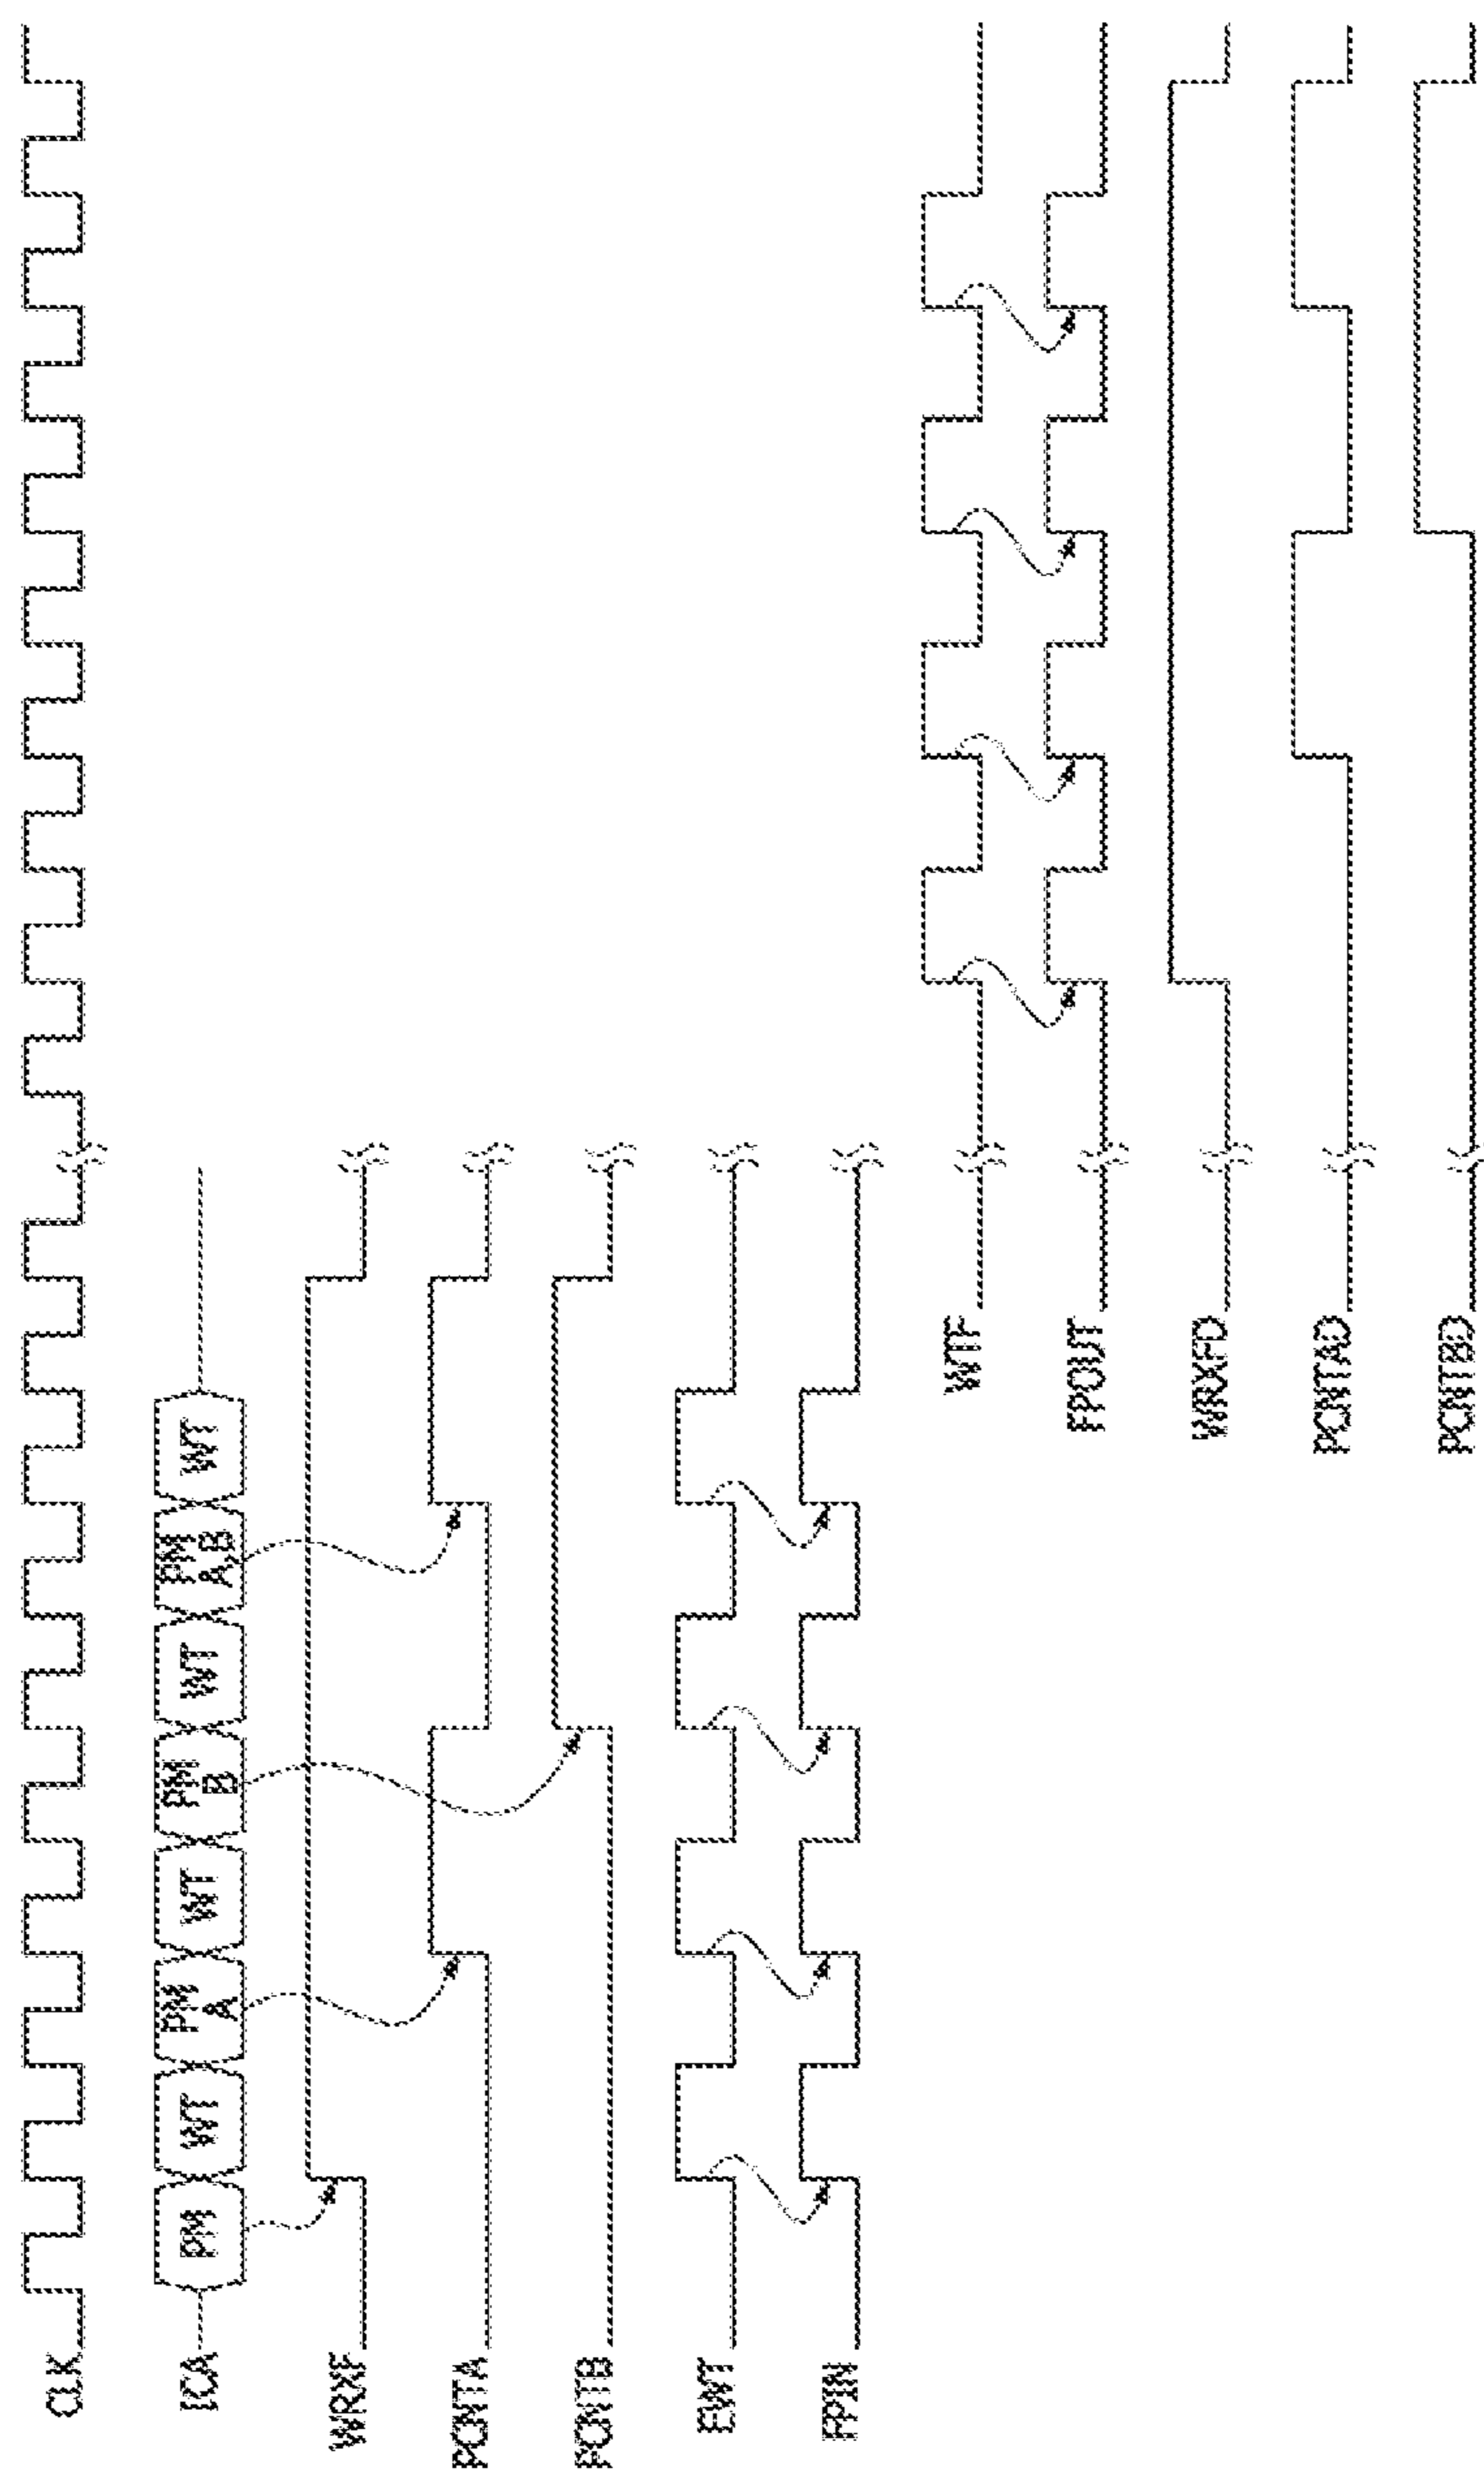 CLK
ICA
PM WT PM A WT PM B WT PM A,B WT
WRXF
PCNTA
PCNTB
EWT
FPIN
WTF
FPOUT
WRXFD
PCNTAD
PCNTBD